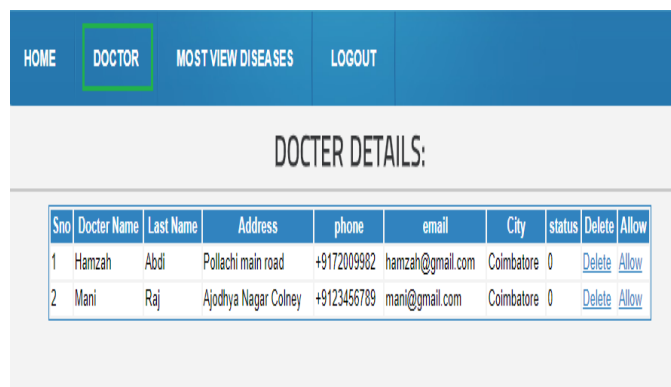 HOME DOCTOR MOST VIEW DISEASES LOGOUT
DOCTER DETAILS:
Sno Docter Name Last Name Address phone email City status Delete Allow
1 Hamzah Abdi Pollachi main road +9172009982 hamzah@gmail.com Coimbatore 0 Delete Allow
2 Mani Raj Ajodhya Nagar Colney +9123456789 mani@gmail.com Coimbatore 0 Delete Allow